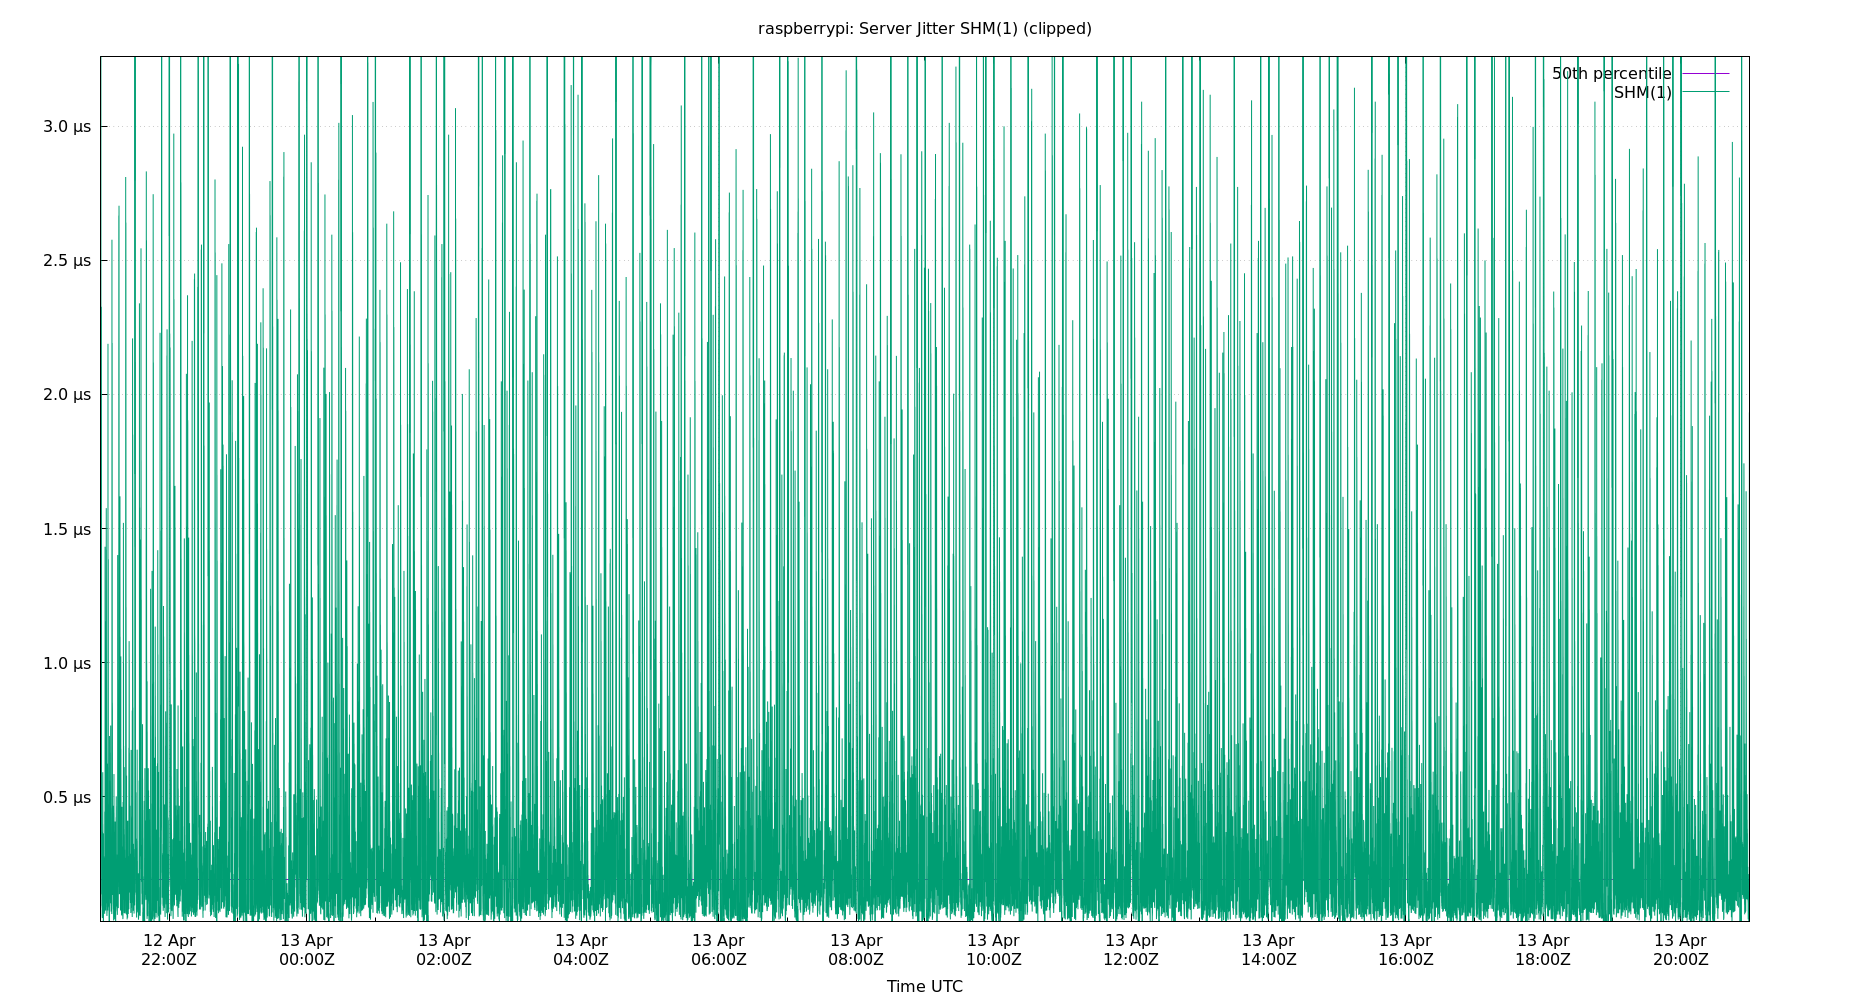 raspberrypi: Server Jitter SHM(1) (clipped)
50th percentile
SHM(1)
3.0 µs
2.5 µs
2.0 µs
1.5 µs
1.0 µs
0.5 µs
12 Apr 13 Apr 13 Apr 13 Apr 13 Apr 13 Apr 13 Apr 13 Apr 13 Apr 13 Apr 13 Apr 13 Apr
22:00Z 00:00Z 02:00Z 04:00Z 06:00Z 08:00Z 10:00Z 12:00Z 14:00Z 16:00Z 18:00Z 20:00Z
Time UTC